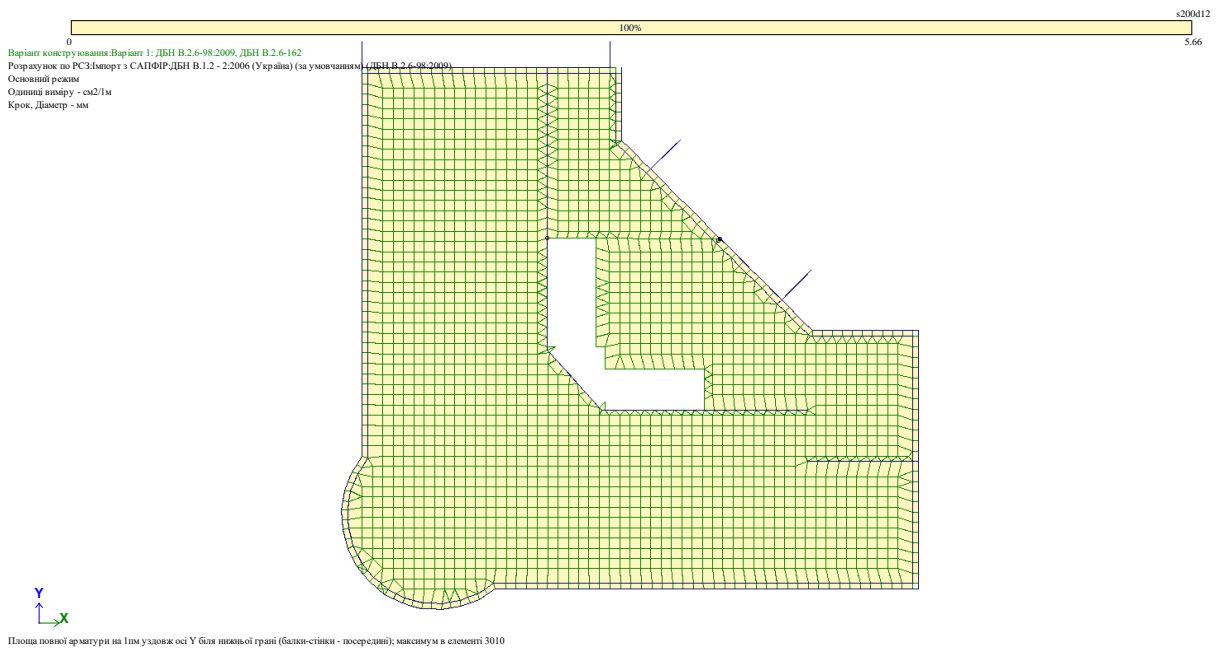 s200d12
100%
0
5.66
Варіант конструювання:Варіант 1: ДБН В.2.6-98:2009, ДБН В.2.6-162
Розрахунок по РСЗ:Імпорт з САПФІР:ДБН В.1.2 - 2:2006 (Україна) (за умовчанням) (ДБН В.2.6-98:2009)
Основний режим
Одиниці виміру - см2/1м
Крок, Діаметр - мм
Y
X
Площа повної арматури на 1пм уздовж осі Y біля нижньої грані (балки-стінки - посередині); максимум в елементі 3010